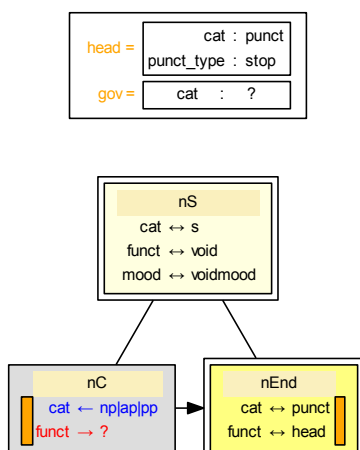 head =
cat : punct
punct_type : stop
gov =
cat : ?
nS
cat ↔ s
funct ↔ void
mood ↔ voidmood
nC
cat ← np|ap|pp
funct → ?
nEnd
cat ↔ punct
funct ↔ head